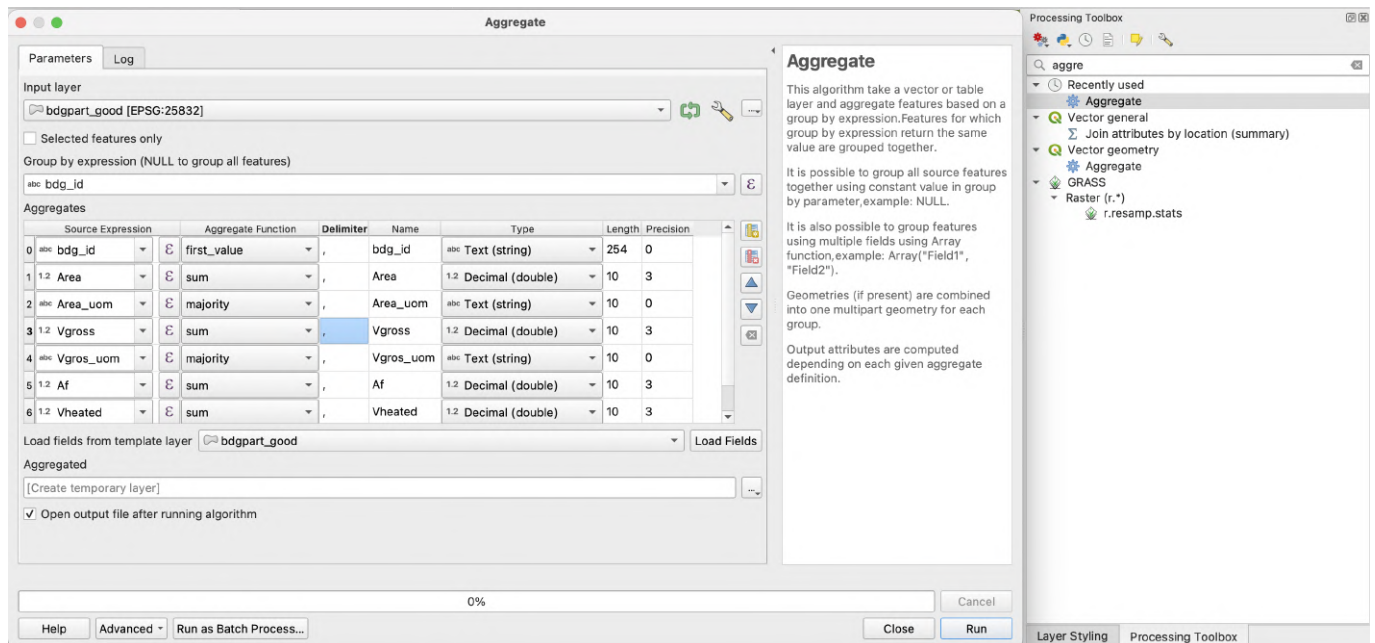 Aggregate
Parameters Log
Input layer
bdgpart_good [EPSG:25832]
...
Selected features only
Group by expression (NULL to group all features)
abc bdg_id ε
Aggregates
Source Expression Aggregate Function Delimiter Name Type Length Precision
0 abc bdg_id ε first_value , bdg_id abc Text (string) 254 0
1 1.2 Area ε sum , Area 1.2 Decimal (double) 10 3
2 abc Area_uom ε majority , Area_uom abc Text (string) 10 0
3 1.2 Vgross ε sum , Vgross 1.2 Decimal (double) 10 3
4 abc Vgros_uom ε majority , Vgros_uom abc Text (string) 10 0
5 1.2 Af ε sum , Af 1.2 Decimal (double) 10 3
6 1.2 Vheated ε sum , Vheated 1.2 Decimal (double) 10 3
Load fields from template layer bdgpart_good Load Fields
Aggregated
[Create temporary layer] ...
Open output file after running algorithm
0% Cancel
Help Advanced Run as Batch Process... Close Run
Aggregate
This algorithm take a vector or table
layer and aggregate features based on a
group by expression.Features for which
group by expression return the same
value are grouped together.
It is possible to group all source features
together using constant value in group
by parameter,example: NULL.
It is also possible to group features
using multiple fields using Array
function,example: Array("Field1",
"Field2").
Geometries (if present) are combined
into one multipart geometry for each
group.
Output attributes are computed
depending on each given aggregate
definition.
Processing Toolbox
aggre
Recently used
Aggregate
Vector general
Σ Join attributes by location (summary)
Vector geometry
Aggregate
GRASS
Raster (r.*)
r.resamp.stats
Layer Styling Processing Toolbox